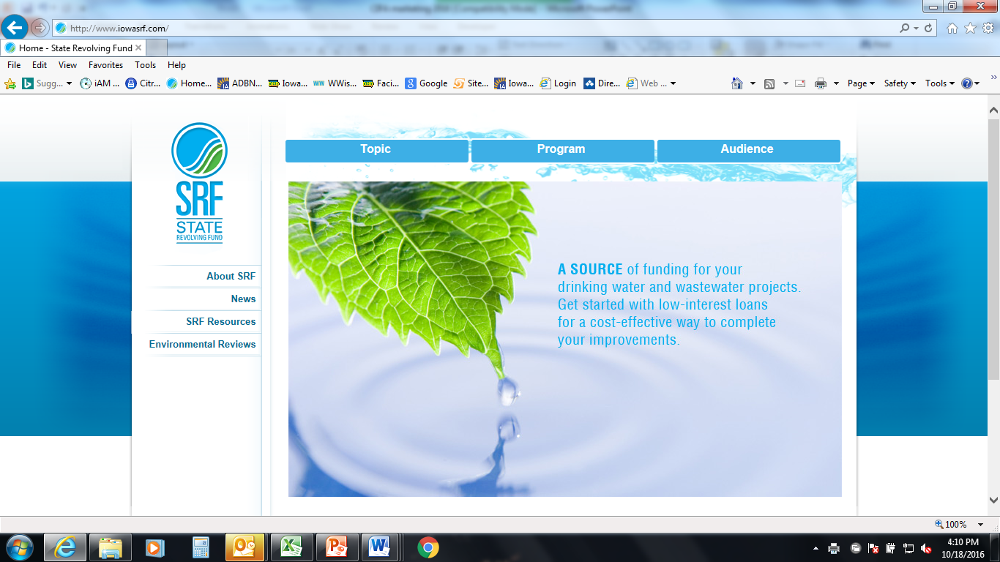 http://www.iowasrf.com/
Home - State Revolving Fund
File Edit View Favorites Tools Help
Sugg... iAM ... Citr... Home... ADBN... Iowa... WWis... Faci... Google Site... Iowa... Login Dire... Web ... Page Safety Tools
SRF
STATE
REVOLVING FUND
Topic Program Audience
About SRF
News
SRF Resources
Environmental Reviews
A SOURCE of funding for your
drinking water and wastewater projects.
Get started with low-interest loans
for a cost-effective way to complete
your improvements.
100%
4:10 PM
10/18/2016